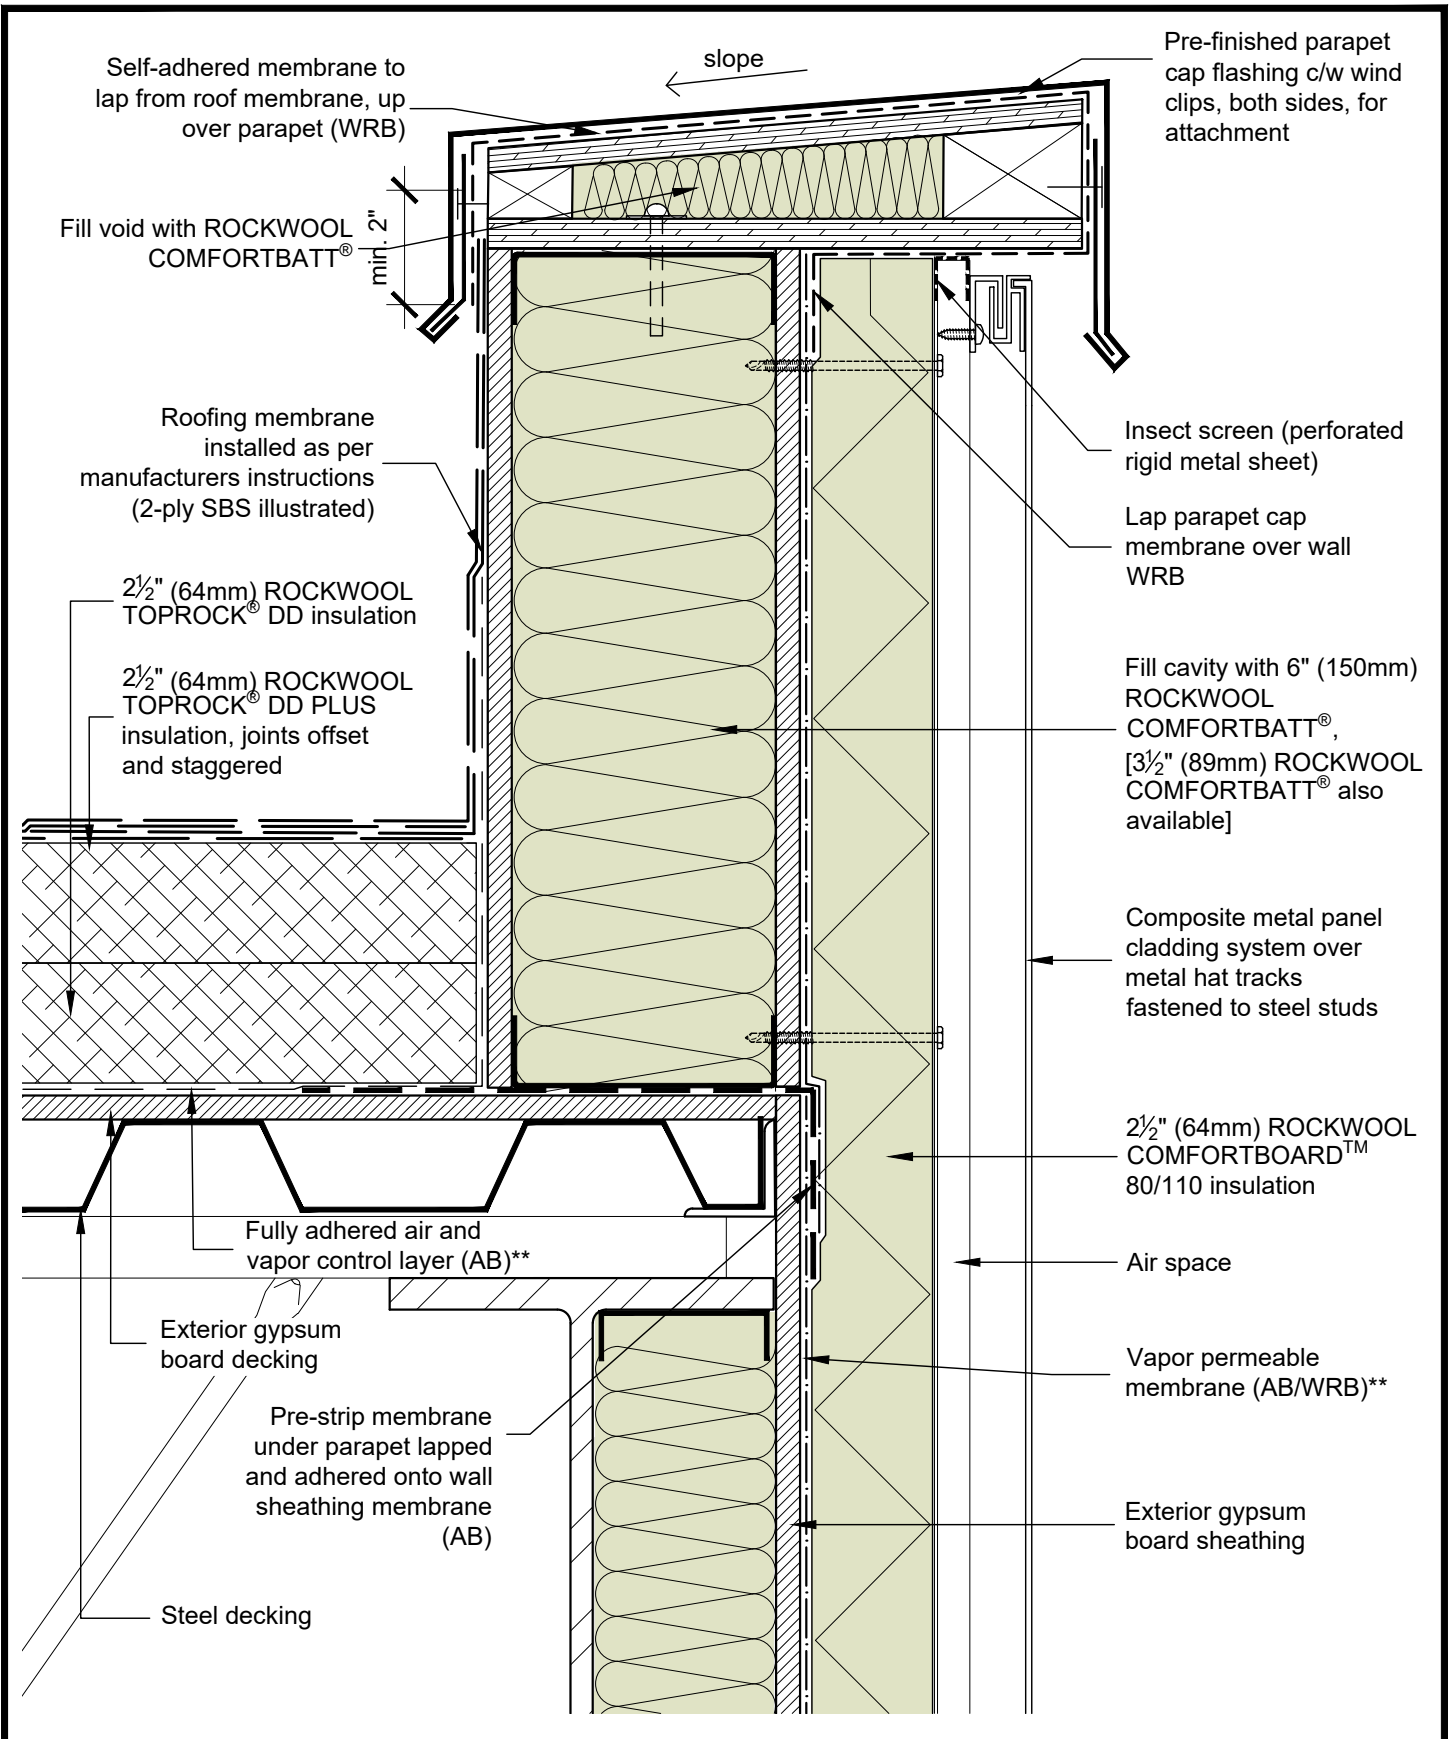 slope
Self-adhered membrane to
lap from roof membrane, up
over parapet (WRB)
Pre-finished parapet
cap flashing c/w wind
clips, both sides, for
attachment
Fill void with ROCKWOOL
COMFORTBATT®
min. 2"
Roofing membrane
installed as per
manufacturers instructions
(2-ply SBS illustrated)
2½" (64mm) ROCKWOOL
TOPROCK® DD insulation
2½" (64mm) ROCKWOOL
TOPROCK® DD PLUS
insulation, joints offset
and staggered
Insect screen (perforated
rigid metal sheet)
Lap parapet cap
membrane over wall
WRB
Fill cavity with 6" (150mm)
ROCKWOOL
COMFORTBATT®,
[3½" (89mm) ROCKWOOL
COMFORTBATT® also
available]
Composite metal panel
cladding system over
metal hat tracks
fastened to steel studs
2½" (64mm) ROCKWOOL
COMFORTBOARD™
80/110 insulation
Fully adhered air and
vapor control layer (AB)**
Air space
Exterior gypsum
board decking
Vapor permeable
membrane (AB/WRB)**
Pre-strip membrane
under parapet lapped
and adhered onto wall
sheathing membrane
(AB)
Exterior gypsum
board sheathing
Steel decking